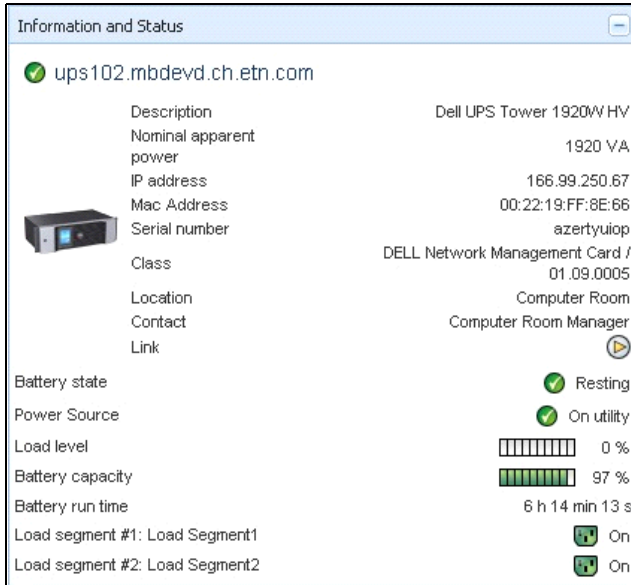 Information and Status
ups102.mbdevd.ch.etn.com
Description Dell UPS Tower 1920W HV
Nominal apparent
power 1920 VA
IP address 166.99.250.67
Mac Address 00:22:19:FF:8E:66
Serial number azertyuiop
Class DELL Network Management Card /
01.09.0005
Location Computer Room
Contact Computer Room Manager
Link
Battery state Resting
Power Source On utility
Load level 0 %
Battery capacity 97 %
Battery run time 6 h 14 min 13 s
Load segment #1: Load Segment1 On
Load segment #2: Load Segment2 On